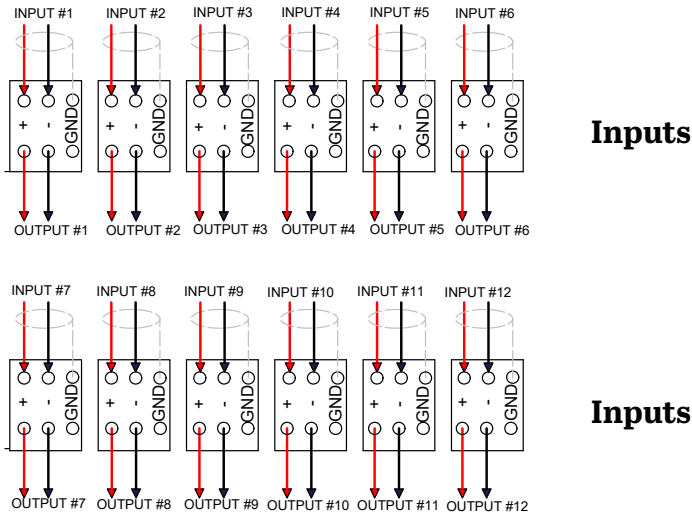 INPUT #1 INPUT #2 INPUT #3 INPUT #4 INPUT #5 INPUT #6
+ - GND + - GND + - GND + - GND + - GND + - GND
Inputs
OUTPUT #1 OUTPUT #2 OUTPUT #3 OUTPUT #4 OUTPUT #5 OUTPUT #6
INPUT #7 INPUT #8 INPUT #9 INPUT #10 INPUT #11 INPUT #12
+ - GND + - GND + - GND + - GND + - GND + - GND
Inputs
OUTPUT #7 OUTPUT #8 OUTPUT #9 OUTPUT #10 OUTPUT #11 OUTPUT #12